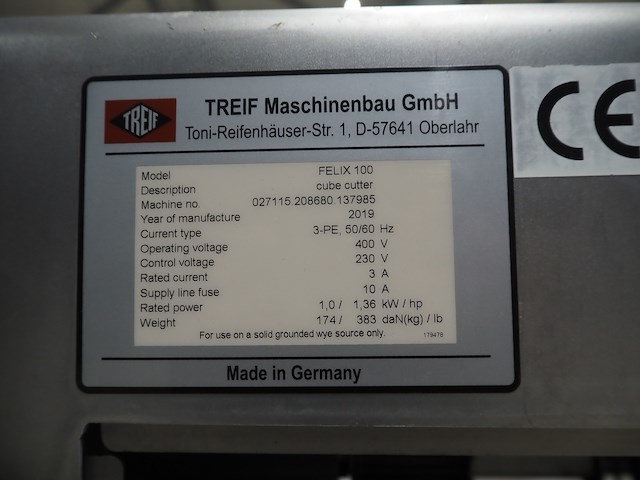 TREIF
TREIF Maschinenbau GmbH
Toni-Reifenhäuser-Str. 1, D-57641 Oberlahr
CE
Model FELIX 100
Description cube cutter
Machine no. 027115.208680.137985
Year of manufacture 2019
Current type 3-PE, 50/60 Hz
Operating voltage 400 V
Control voltage 230 V
Rated current 3 A
Supply line fuse 10 A
Rated power 1,0 / 1,36 kW / hp
Weight 174 / 383 daN(kg) / lb
For use on a solid grounded wye source only. 179476
Made in Germany